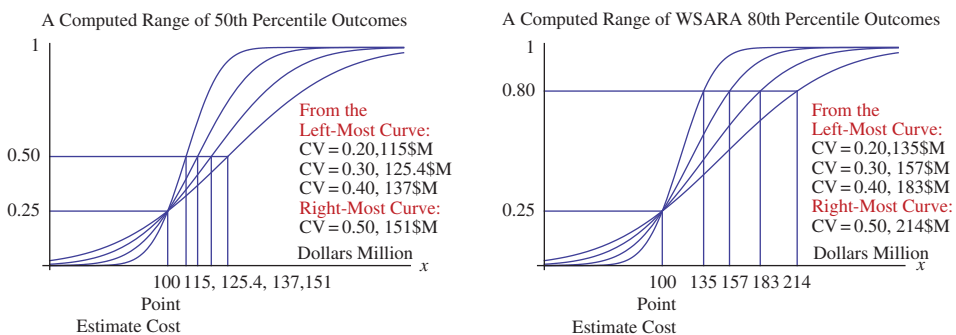 A Computed Range of 50th Percentile Outcomes
1
0.50
0.25
From the
Left-Most Curve:
CV = 0.20,115$M
CV = 0.30, 125.4$M
CV = 0.40, 137$M
Right-Most Curve:
CV = 0.50, 151$M
Dollars Million
x
100 115, 125.4, 137,151
Point
Estimate Cost
A Computed Range of WSARA 80th Percentile Outcomes
1
0.80
0.25
From the
Left-Most Curve:
CV = 0.20,135$M
CV = 0.30, 157$M
CV = 0.40, 183$M
Right-Most Curve:
CV = 0.50, 214$M
Dollars Million
x
100 135 157 183 214
Point
Estimate Cost